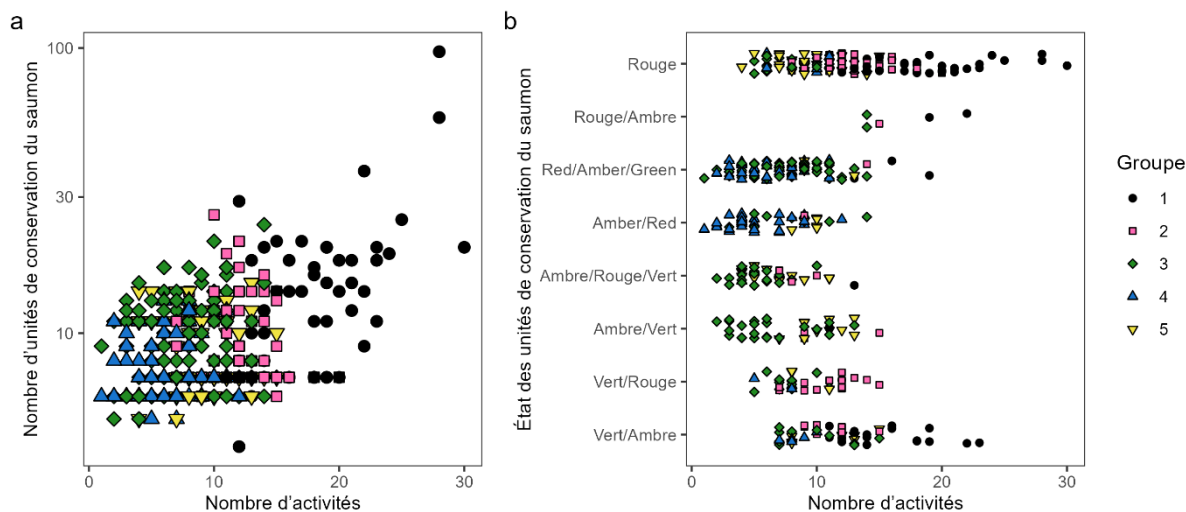 a
Nombre d'unités de conservation du saumon
100
30
10
0
10
20
30
Nombre d'activités
b
État des unités de conservation du saumon
Rouge
Rouge/Ambre
Red/Amber/Green
Amber/Red
Ambre/Rouge/Vert
Ambre/Vert
Vert/Rouge
Vert/Ambre
0
10
20
30
Nombre d'activités
Groupe
1
2
3
4
5